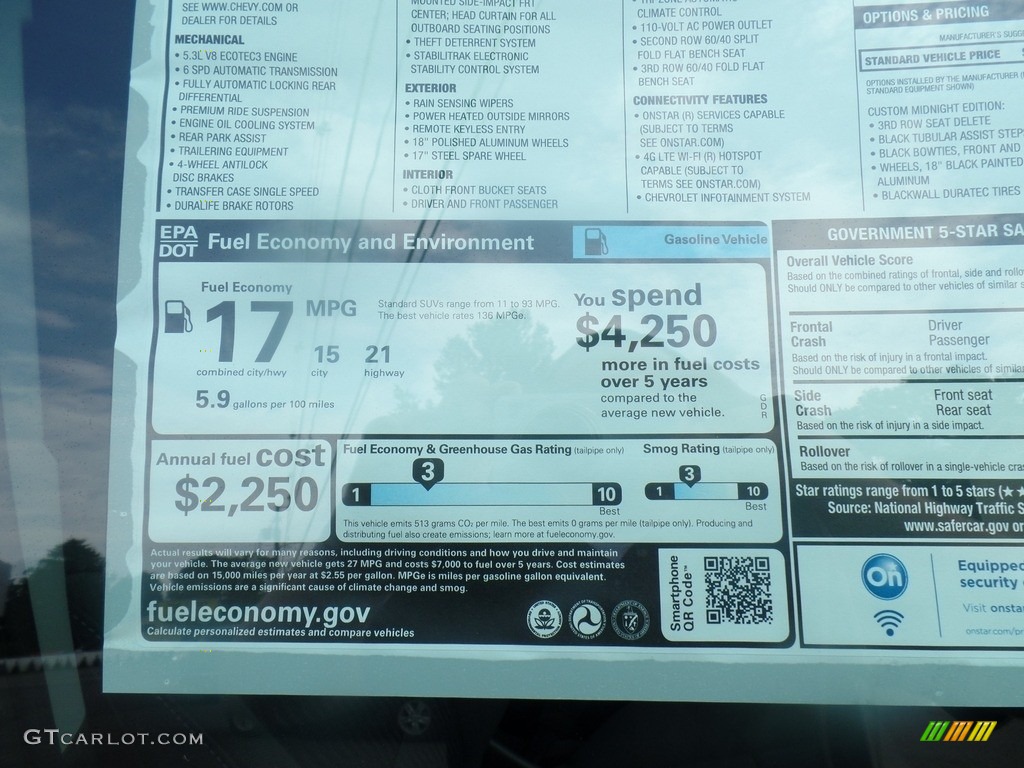 SEE WWW.CHEVY.COM OR
DEALER FOR DETAILS
MECHANICAL
• 5.3L V8 ECOTEC3 ENGINE
• 6 SPD AUTOMATIC TRANSMISSION
• FULLY AUTOMATIC LOCKING REAR
DIFFERENTIAL
• PREMIUM RIDE SUSPENSION
• ENGINE OIL COOLING SYSTEM
• REAR PARK ASSIST
• TRAILERING EQUIPMENT
• 4-WHEEL ANTILOCK
DISC BRAKES
• TRANSFER CASE SINGLE SPEED
• DURALIFE BRAKE ROTORS
MOUNTED SIDE-IMPACT FRT
CENTER; HEAD CURTAIN FOR ALL
OUTBOARD SEATING POSITIONS
• THEFT DETERRENT SYSTEM
• STABILITRAK ELECTRONIC
STABILITY CONTROL SYSTEM
EXTERIOR
• RAIN SENSING WIPERS
• POWER HEATED OUTSIDE MIRRORS
• REMOTE KEYLESS ENTRY
• 18" POLISHED ALUMINUM WHEELS
• 17" STEEL SPARE WHEEL
INTERIOR
• CLOTH FRONT BUCKET SEATS
• DRIVER AND FRONT PASSENGER
• TRI-ZONE AUTOMATIC
CLIMATE CONTROL
• 110-VOLT AC POWER OUTLET
• SECOND ROW 60/40 SPLIT
FOLD FLAT BENCH SEAT
• 3RD ROW 60/40 FOLD FLAT
BENCH SEAT
CONNECTIVITY FEATURES
• ONSTAR (R) SERVICES CAPABLE
(SUBJECT TO TERMS
SEE ONSTAR.COM)
• 4G LTE WI-FI (R) HOTSPOT
CAPABLE (SUBJECT TO
TERMS SEE ONSTAR.COM)
• CHEVROLET INFOTAINMENT SYSTEM
OPTIONS & PRICING
MANUFACTURER'S SUGG
STANDARD VEHICLE PRICE
OPTIONS INSTALLED BY THE MANUFACTURER (
STANDARD EQUIPMENT SHOWN)
CUSTOM MIDNIGHT EDITION:
• 3RD ROW SEAT DELETE
• BLACK TUBULAR ASSIST STEP
• BLACK BOWTIES, FRONT AND
• WHEELS, 18" BLACK PAINTED
ALUMINUM
• BLACKWALL DURATEC TIRES
EPA
DOT
Fuel Economy and Environment
Gasoline Vehicle
Fuel Economy
17 MPG
combined city/hwy
15
city
21
highway
5.9 gallons per 100 miles
Standard SUVs range from 11 to 93 MPG.
The best vehicle rates 136 MPGe.
You spend
$4,250
more in fuel costs
over 5 years
compared to the
average new vehicle.
G
D
R
Annual fuel cost
$2,250
Fuel Economy & Greenhouse Gas Rating (tailpipe only)
3
1 10
Best
Smog Rating (tailpipe only)
3
1 10
Best
This vehicle emits 513 grams CO₂ per mile. The best emits 0 grams per mile (tailpipe only). Producing and
distributing fuel also create emissions; learn more at fueleconomy.gov.
Actual results will vary for many reasons, including driving conditions and how you drive and maintain
your vehicle. The average new vehicle gets 27 MPG and costs $7,000 to fuel over 5 years. Cost estimates
are based on 15,000 miles per year at $2.55 per gallon. MPGe is miles per gasoline gallon equivalent.
Vehicle emissions are a significant cause of climate change and smog.
fueleconomy.gov
Calculate personalized estimates and compare vehicles
Smartphone
QR Code™
GOVERNMENT 5-STAR SA
Overall Vehicle Score
Based on the combined ratings of frontal, side and rollo
Should ONLY be compared to other vehicles of similar s
Frontal Driver
Crash Passenger
Based on the risk of injury in a frontal impact.
Should ONLY be compared to other vehicles of similar
Side Front seat
Crash Rear seat
Based on the risk of injury in a side impact.
Rollover
Based on the risk of rollover in a single-vehicle cras
Star ratings range from 1 to 5 stars (★
Source: National Highway Traffic S
www.safercar.gov or
On
Equipped
security
Visit onstar
onstar.com/pr
GTCARLOT.COM